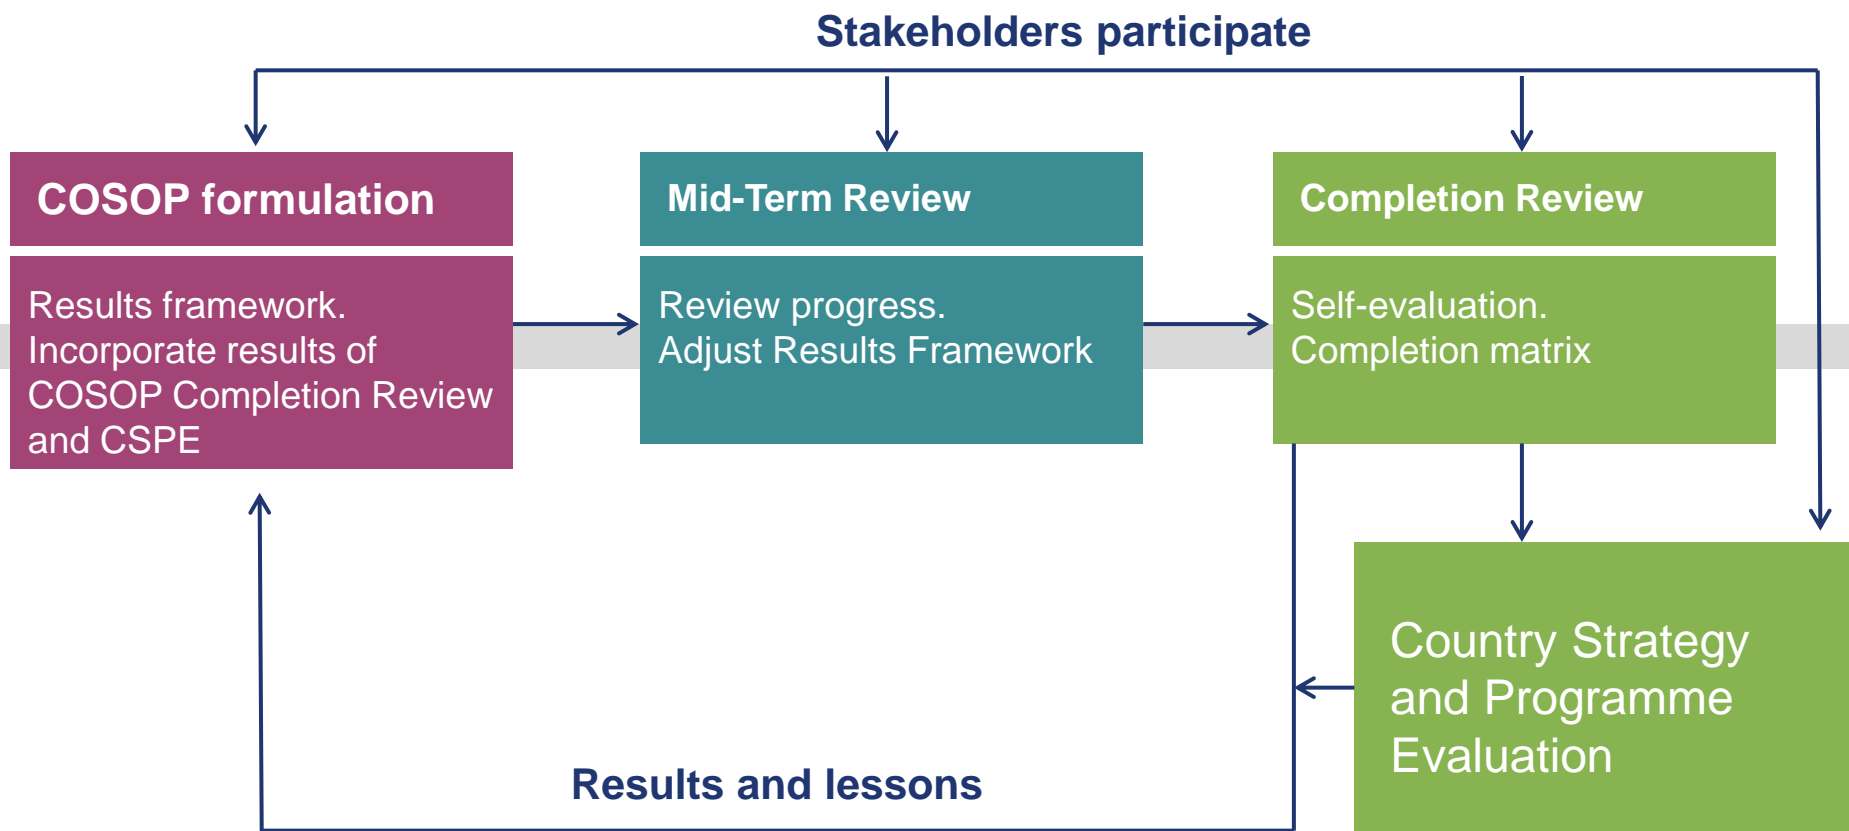 Stakeholders participate
COSOP formulation
Results framework.
Incorporate results of
COSOP Completion Review
and CSPE
Mid-Term Review
Review progress.
Adjust Results Framework
Completion Review
Self-evaluation.
Completion matrix
Country Strategy
and Programme
Evaluation
Results and lessons